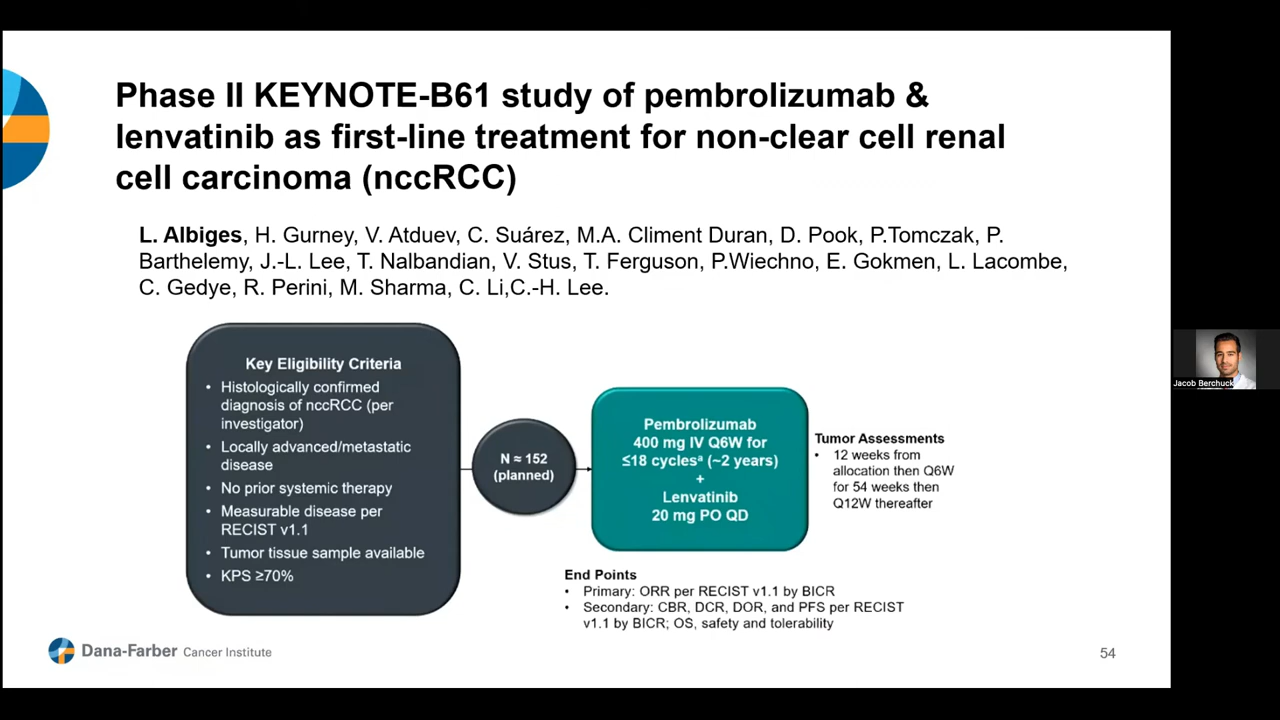 Phase II KEYNOTE-B61 study of pembrolizumab &
lenvatinib as first-line treatment for non-clear cell renal
cell carcinoma (nccRCC)
L. Albiges, H. Gurney, V. Atduev, C. Suárez, M.A. Climent Duran, D. Pook, P.Tomczak, P.
Barthelemy, J.-L. Lee, T. Nalbandian, V. Stus, T. Ferguson, P.Wiechno, E. Gokmen, L. Lacombe,
C. Gedye, R. Perini, M. Sharma, C. Li,C.-H. Lee.
Key Eligibility Criteria
• Histologically confirmed
diagnosis of nccRCC (per
investigator)
• Locally advanced/metastatic
disease
• No prior systemic therapy
• Measurable disease per
RECIST v1.1
• Tumor tissue sample available
• KPS ≥70%
N ≈ 152
(planned)
Pembrolizumab
400 mg IV Q6W for
≤18 cyclesᵃ (~2 years)
+
Lenvatinib
20 mg PO QD
Tumor Assessments
• 12 weeks from
allocation then Q6W
for 54 weeks then
Q12W thereafter
End Points
• Primary: ORR per RECIST v1.1 by BICR
• Secondary: CBR, DCR, DOR, and PFS per RECIST
v1.1 by BICR; OS, safety and tolerability
Dana-Farber Cancer Institute
54
Jacob Berchuck